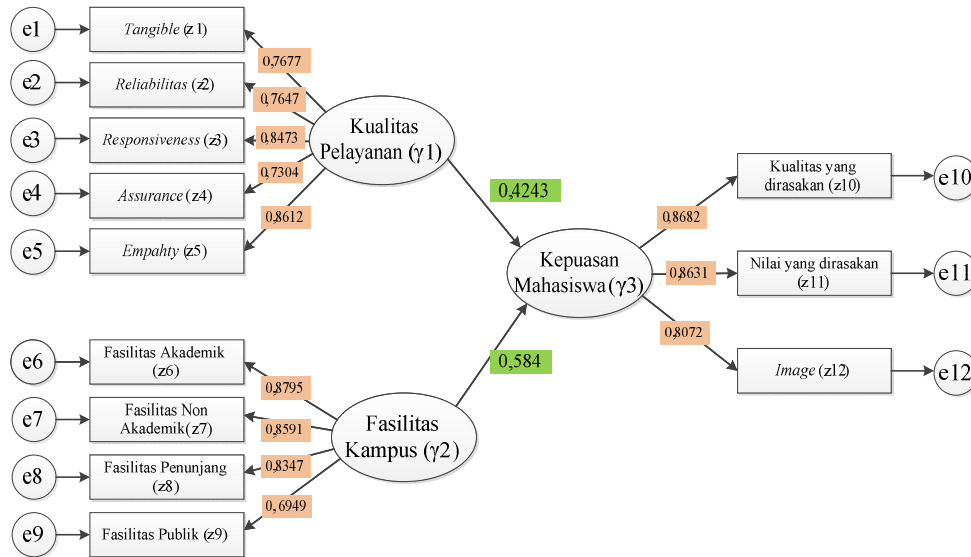 e1
Tangible (z1)
0,7677
e2
Reliabilitas (z2)
0,7647
e3
Responsiveness (z3)
0,8473
e4
Assurance (z4)
0,7304
e5
Empahty (z5)
0,8612
Kualitas
Pelayanan (γ1)
0,4243
e6
Fasilitas Akademik
(z6)
0,8795
e7
Fasilitas Non
Akademik(z7)
0,8591
e8
Fasilitas Penunjang
(z8)
0,8347
e9
Fasilitas Publik (z9)
0,6949
Fasilitas
Kampus (γ2)
0,584
Kepuasan
Mahasiswa (γ3)
0,8682
Kualitas yang
dirasakan (z10)
e10
0,8631
Nilai yang dirasakan
(z11)
e11
0,8072
Image (z12)
e12